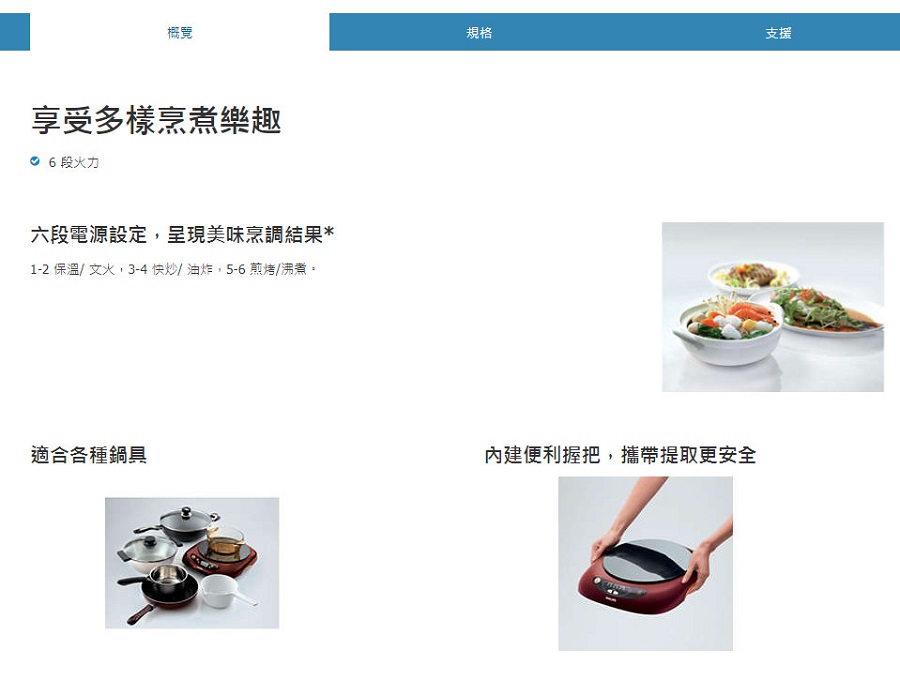 概覽
規格
支援
享受多樣烹煮樂趣
6 段火力
六段電源設定，呈現美味烹調結果*
1-2 保溫/ 文火，3-4 快炒/ 油炸，5-6 煎烤/沸煮。
適合各種鍋具
內建便利握把，攜帶提取更安全
PHILIPS